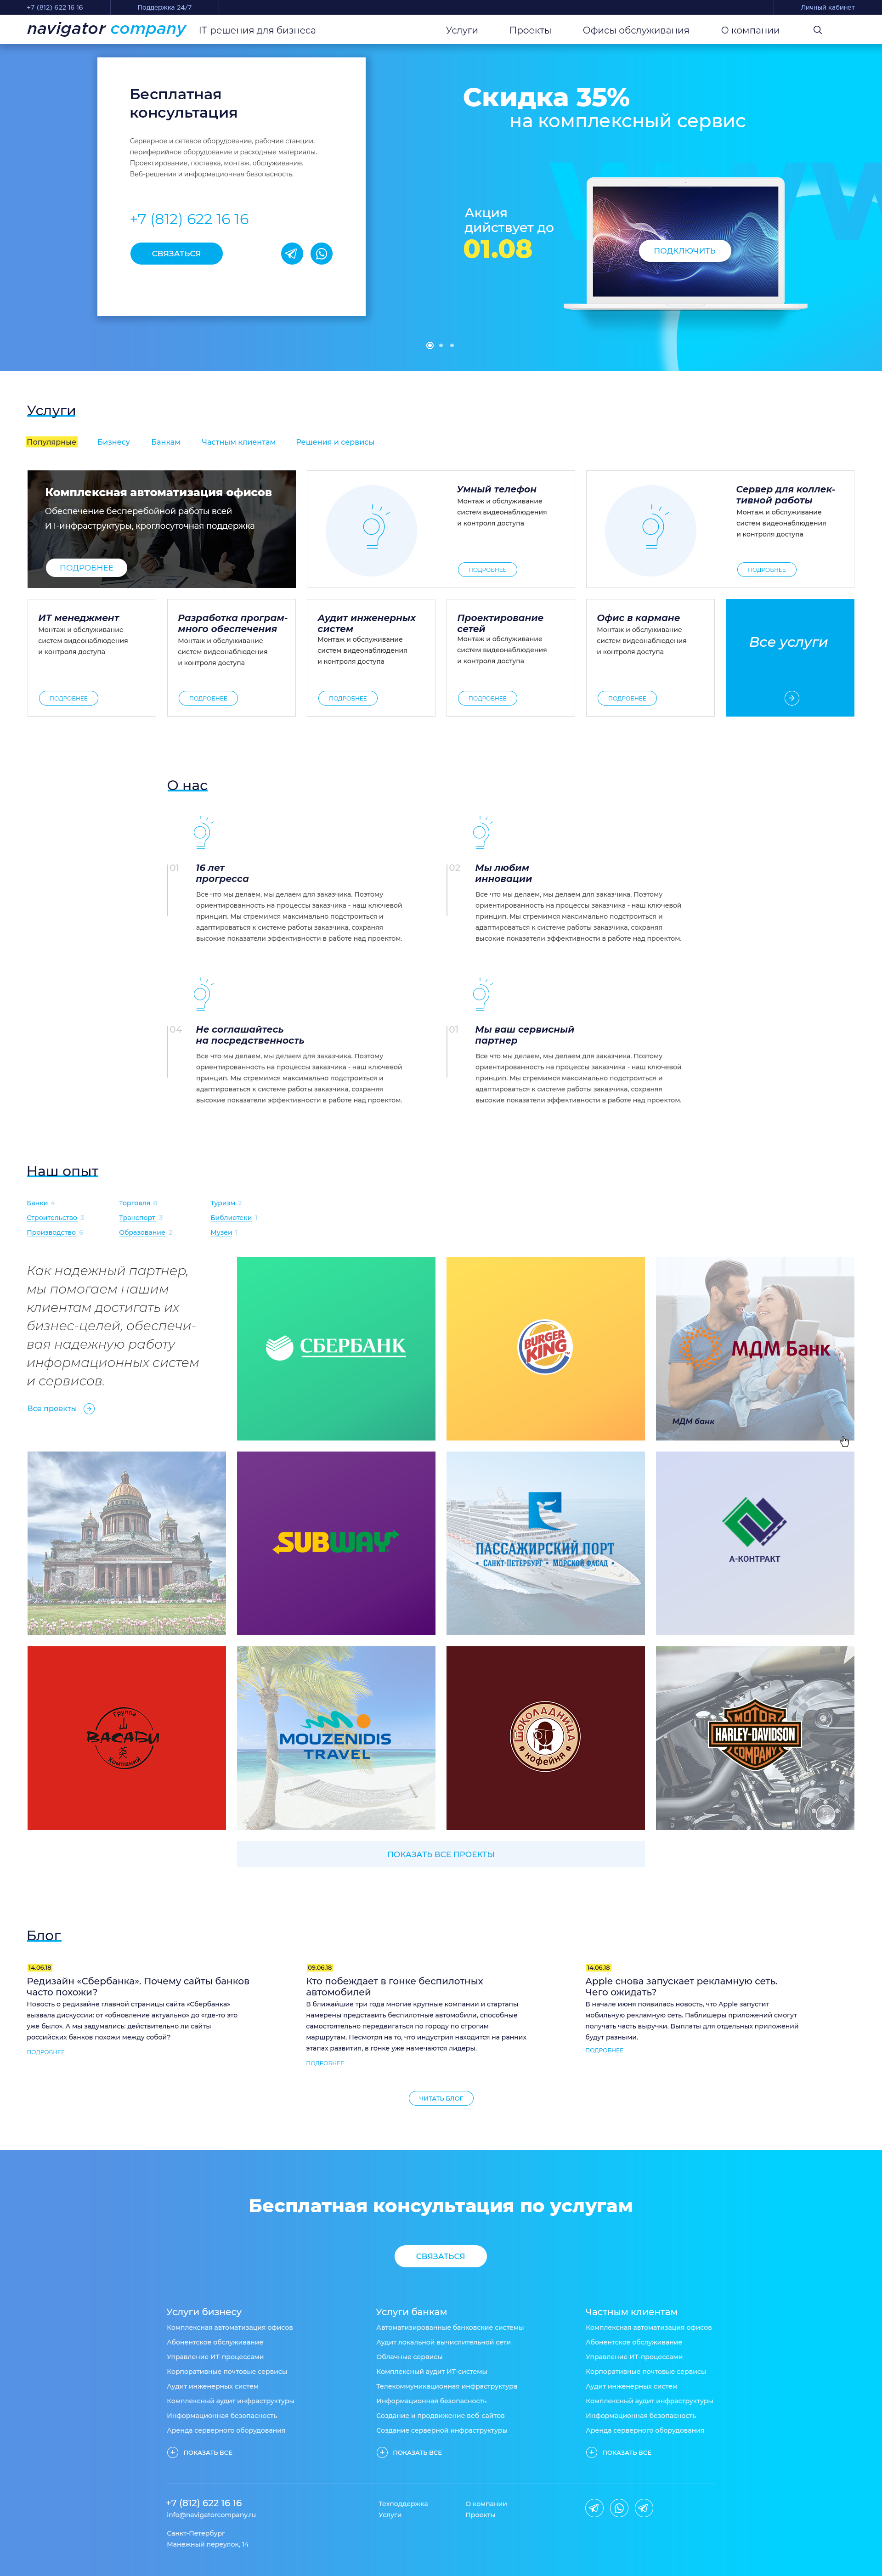 +7 (812) 622 16 16
Поддержка 24/7
Личный кабинет
navigator company
IT-решения для бизнеса
Услуги
Проекты
Офисы обслуживания
О компании
Бесплатная
консультация
Серверное и сетевое оборудование, рабочие станции,
периферийное оборудование и расходные материалы.
Проектирование, поставка, монтаж, обслуживание.
Веб-решения и информационная безопасность.
+7 (812) 622 16 16
СВЯЗАТЬСЯ
Скидка 35%
на комплексный сервис
Акция
дийствует до
01.08
ПОДКЛЮЧИТЬ
Услуги
Популярные
Бизнесу
Банкам
Частным клиентам
Решения и сервисы
Комплексная автоматизация офисов
Обеспечение бесперебойной работы всей
ИТ-инфраструктуры, круглосуточная поддержка
ПОДРОБНЕЕ
Умный телефон
Монтаж и обслуживание
систем видеонаблюдения
и контроля доступа
ПОДРОБНЕЕ
Сервер для коллек-
тивной работы
Монтаж и обслуживание
систем видеонаблюдения
и контроля доступа
ПОДРОБНЕЕ
ИТ менеджмент
Монтаж и обслуживание
систем видеонаблюдения
и контроля доступа
ПОДРОБНЕЕ
Разработка програм-
много обеспечения
Монтаж и обслуживание
систем видеонаблюдения
и контроля доступа
ПОДРОБНЕЕ
Аудит инженерных
систем
Монтаж и обслуживание
систем видеонаблюдения
и контроля доступа
ПОДРОБНЕЕ
Проектирование
сетей
Монтаж и обслуживание
систем видеонаблюдения
и контроля доступа
ПОДРОБНЕЕ
Офис в кармане
Монтаж и обслуживание
систем видеонаблюдения
и контроля доступа
ПОДРОБНЕЕ
Все услуги
О нас
01
16 лет
прогресса
Все что мы делаем, мы делаем для заказчика. Поэтому
ориентированность на процессы заказчика - наш ключевой
принцип. Мы стремимся максимально подстроиться и
адаптироваться к системе работы заказчика, сохраняя
высокие показатели эффективности в работе над проектом.
02
Мы любим
инновации
Все что мы делаем, мы делаем для заказчика. Поэтому
ориентированность на процессы заказчика - наш ключевой
принцип. Мы стремимся максимально подстроиться и
адаптироваться к системе работы заказчика, сохраняя
высокие показатели эффективности в работе над проектом.
04
Не соглашайтесь
на посредственность
Все что мы делаем, мы делаем для заказчика. Поэтому
ориентированность на процессы заказчика - наш ключевой
принцип. Мы стремимся максимально подстроиться и
адаптироваться к системе работы заказчика, сохраняя
высокие показатели эффективности в работе над проектом.
01
Мы ваш сервисный
партнер
Все что мы делаем, мы делаем для заказчика. Поэтому
ориентированность на процессы заказчика - наш ключевой
принцип. Мы стремимся максимально подстроиться и
адаптироваться к системе работы заказчика, сохраняя
высокие показатели эффективности в работе над проектом.
Наш опыт
Банки 4
Торговля 8
Туризм 2
Строительство 3
Транспорт 3
Библиотеки 1
Производство 6
Образование 2
Музеи 1
Как надежный партнер,
мы помогаем нашим
клиентам достигать их
бизнес-целей, обеспечи-
вая надежную работу
информационных систем
и сервисов.
Все проекты
СБЕРБАНК
BURGER
KING
МДМ Банк
МДМ банк
SUBWAY
ПАССАЖИРСКИЙ ПОРТ
• САНКТ-ПЕТЕРБУРГ • МОРСКОЙ ФАСАД •
А-КОНТРАКТ
Группа
ВАСАБИ
Компаний
MOUZENIDIS
TRAVEL
ШОКОЛАДНИЦА
кофейня
MOTOR
HARLEY-DAVIDSON
COMPANY
ПОКАЗАТЬ ВСЕ ПРОЕКТЫ
Блог
14.06.18
Редизайн «Сбербанка». Почему сайты банков
часто похожи?
Новость о редизайне главной страницы сайта «Сбербанка»
вызвала дискуссии: от «обновление актуально» до «где-то это
уже было». А мы задумались: действительно ли сайты
российских банков похожи между собой?
ПОДРОБНЕЕ
09.06.18
Кто побеждает в гонке беспилотных
автомобилей
В ближайшие три года многие крупные компании и стартапы
намерены представить беспилотные автомобили, способные
самостоятельно передвигаться по городу по строгим
маршрутам. Несмотря на то, что индустрия находится на ранних
этапах развития, в гонке уже намечаются лидеры.
ПОДРОБНЕЕ
14.06.18
Apple снова запускает рекламную сеть.
Чего ожидать?
В начале июня появилась новость, что Apple запустит
мобильную рекламную сеть. Паблишеры приложений смогут
получать часть выручки. Выплаты для отдельных приложений
будут разными.
ПОДРОБНЕЕ
ЧИТАТЬ БЛОГ
Бесплатная консультация по услугам
СВЯЗАТЬСЯ
Услуги бизнесу
Комплексная автоматизация офисов
Абонентское обслуживание
Управление ИТ-процессами
Корпоративные почтовые сервисы
Аудит инженерных систем
Комплексный аудит инфраструктуры
Информационная безопасность
Аренда серверного оборудования
ПОКАЗАТЬ ВСЕ
Услуги банкам
Автоматизированные банковские системы
Аудит локальной вычислительной сети
Облачные сервисы
Комплексный аудит ИТ-системы
Телекоммуникационная инфраструктура
Информационная безопасность
Создание и продвижение веб-сайтов
Создание серверной инфраструктуры
ПОКАЗАТЬ ВСЕ
Частным клиентам
Комплексная автоматизация офисов
Абонентское обслуживание
Управление ИТ-процессами
Корпоративные почтовые сервисы
Аудит инженерных систем
Комплексный аудит инфраструктуры
Информационная безопасность
Аренда серверного оборудования
ПОКАЗАТЬ ВСЕ
+7 (812) 622 16 16
info@navigatorcompany.ru
Санкт-Петербург
Манежный переулок, 14
Техподдержка
Услуги
О компании
Проекты